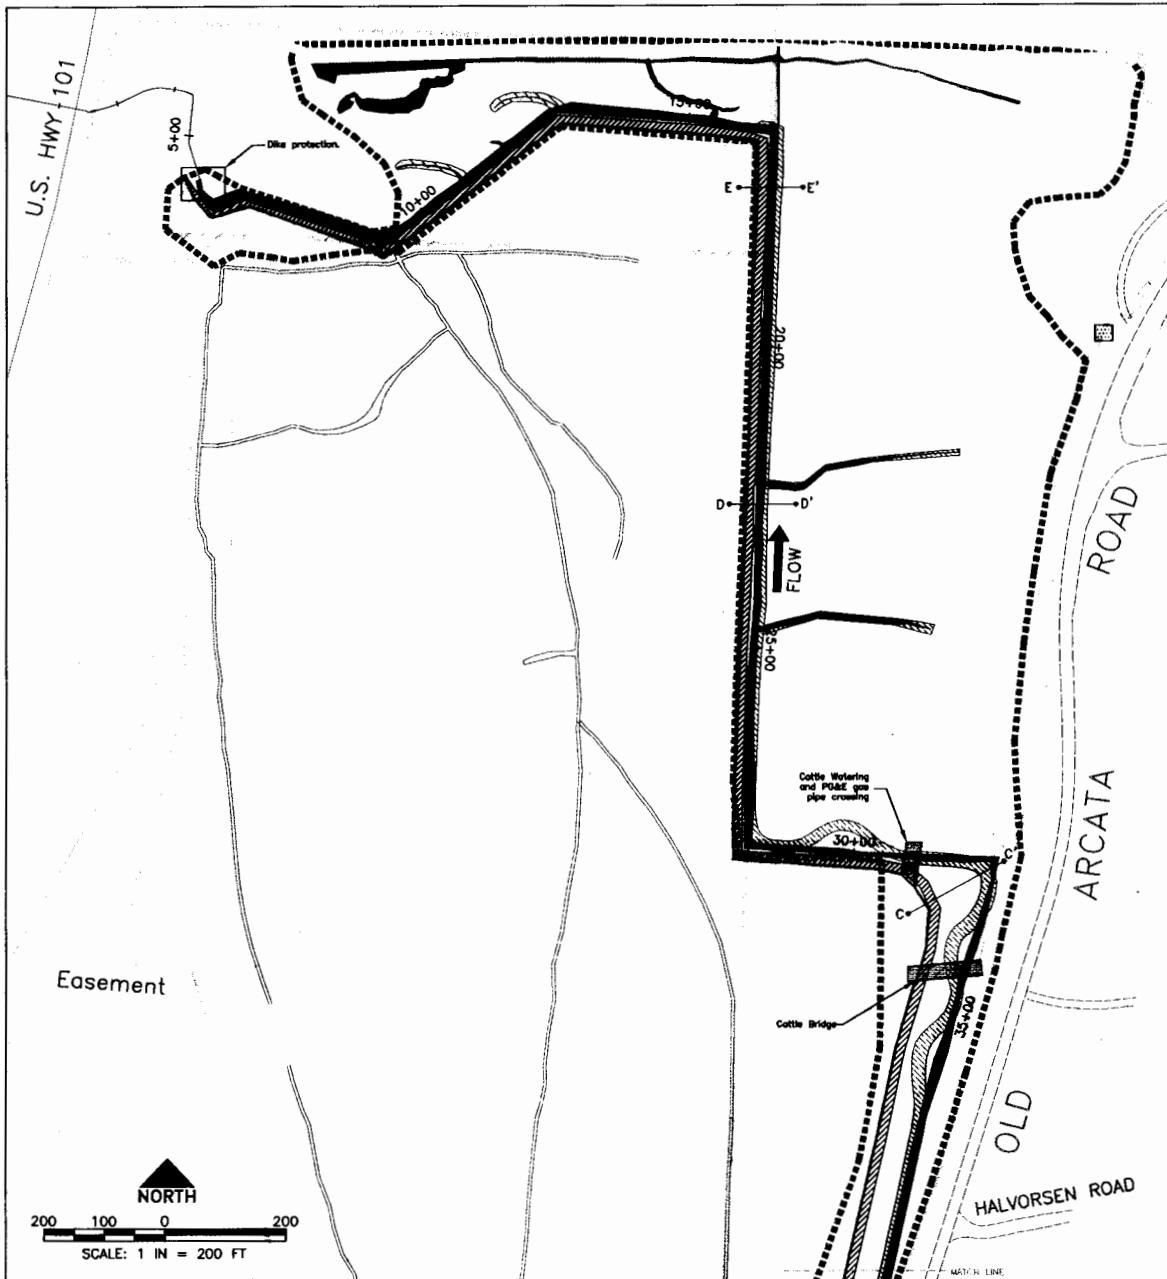 U.S. HWY 101
5+00
Dike protection.
10+00
15+00
E
E'
20+00
D
D'
FLOW
25+00
Cattle Watering
and PG&E gas
pipe crossing
30+00
C'
C
Cattle Bridge
35+00
OLD
ARCATA
ROAD
Easement
NORTH
200 100 0 200
SCALE: 1 IN = 200 FT
HALVORSEN ROAD
MATCH LINE